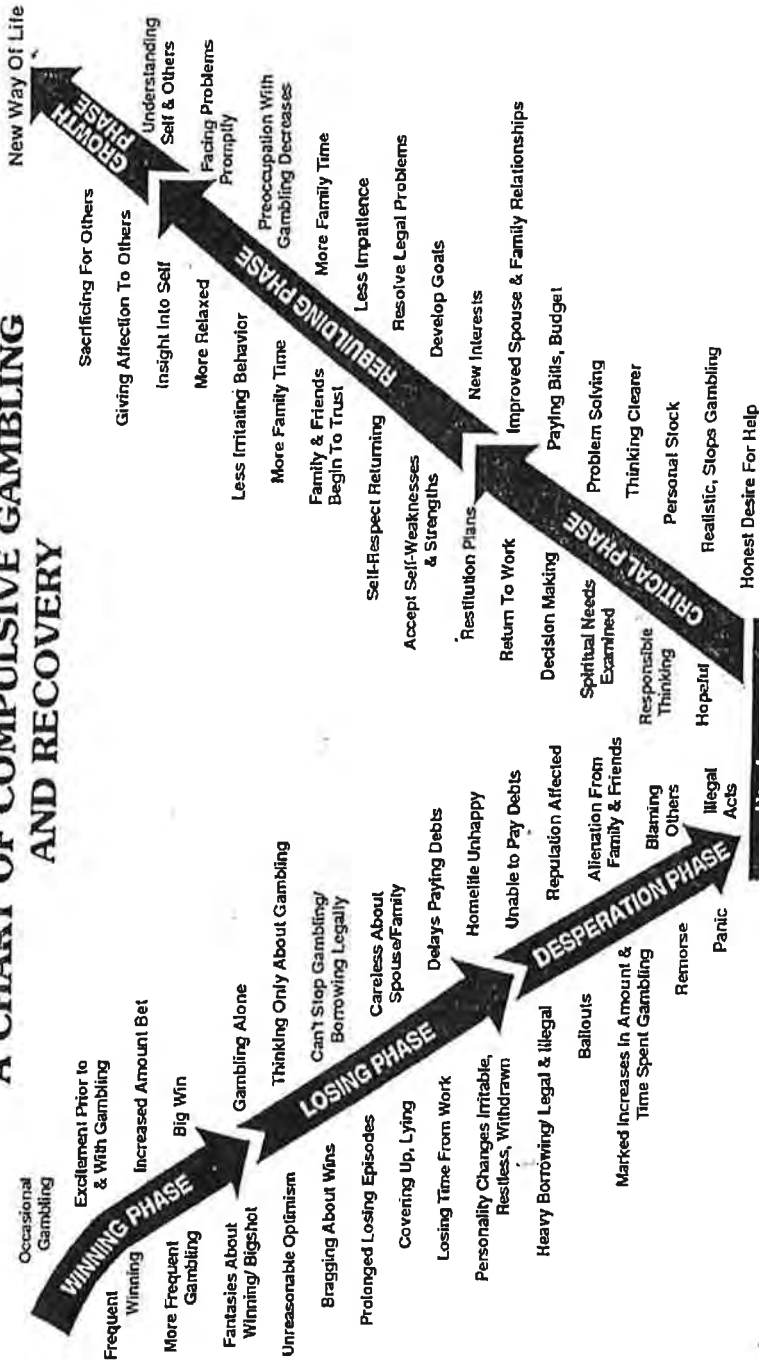 A CHART OF COMPULSIVE GAMBLING
AND RECOVERY
Occasional
Gambling
Excitement Prior to
& With Gambling
Increased Amount Bet
Big Win
Gambling Alone
WINNING PHASE
Frequent
Winning
More Frequent
Gambling
Fantasies About
Winning/ Bigshot
Thinking Only About Gambling
Can't Stop Gambling/
Borrowing Legally
Careless About
Spouse/Family
Delays Paying Debts
Homelife Unhappy
Unable to Pay Debts
LOSING PHASE
Unreasonable Optimism
Bragging About Wins
Prolonged Losing Episodes
Covering Up, Lying
Losing Time From Work
Personality Changes Irritable,
Restless, Withdrawn
Heavy Borrowing/ Legal & Illegal
Reputation Affected
Alienation From
Family & Friends
Blaming
Others
Illegal
Acts
DESPERATION PHASE
Bailouts
Marked Increases In Amount &
Time Spent Gambling
Remorse
Panic
New Way Of Life
GROWTH
PHASE
Sacrificing For Others
Giving Affection To Others
Insight Into Self
Understanding
Self & Others
Facing Problems
Promptly
REBUILDING PHASE
More Relaxed
Less Irritating Behavior
More Family Time
Family & Friends
Begin To Trust
Self-Respect Returning
Accept Self-Weaknesses
& Strengths
Preoccupation With
Gambling Decreases
More Family Time
Less Impatience
Resolve Legal Problems
Develop Goals
New Interests
Improved Spouse & Family Relationships
CRITICAL PHASE
Restitution Plans
Return To Work
Decision Making
Spiritual Needs
Examined
Responsible
Thinking
Hopeful
Paying Bills, Budget
Problem Solving
Thinking Clearer
Personal Stock
Realistic, Stops Gambling
Honest Desire For Help